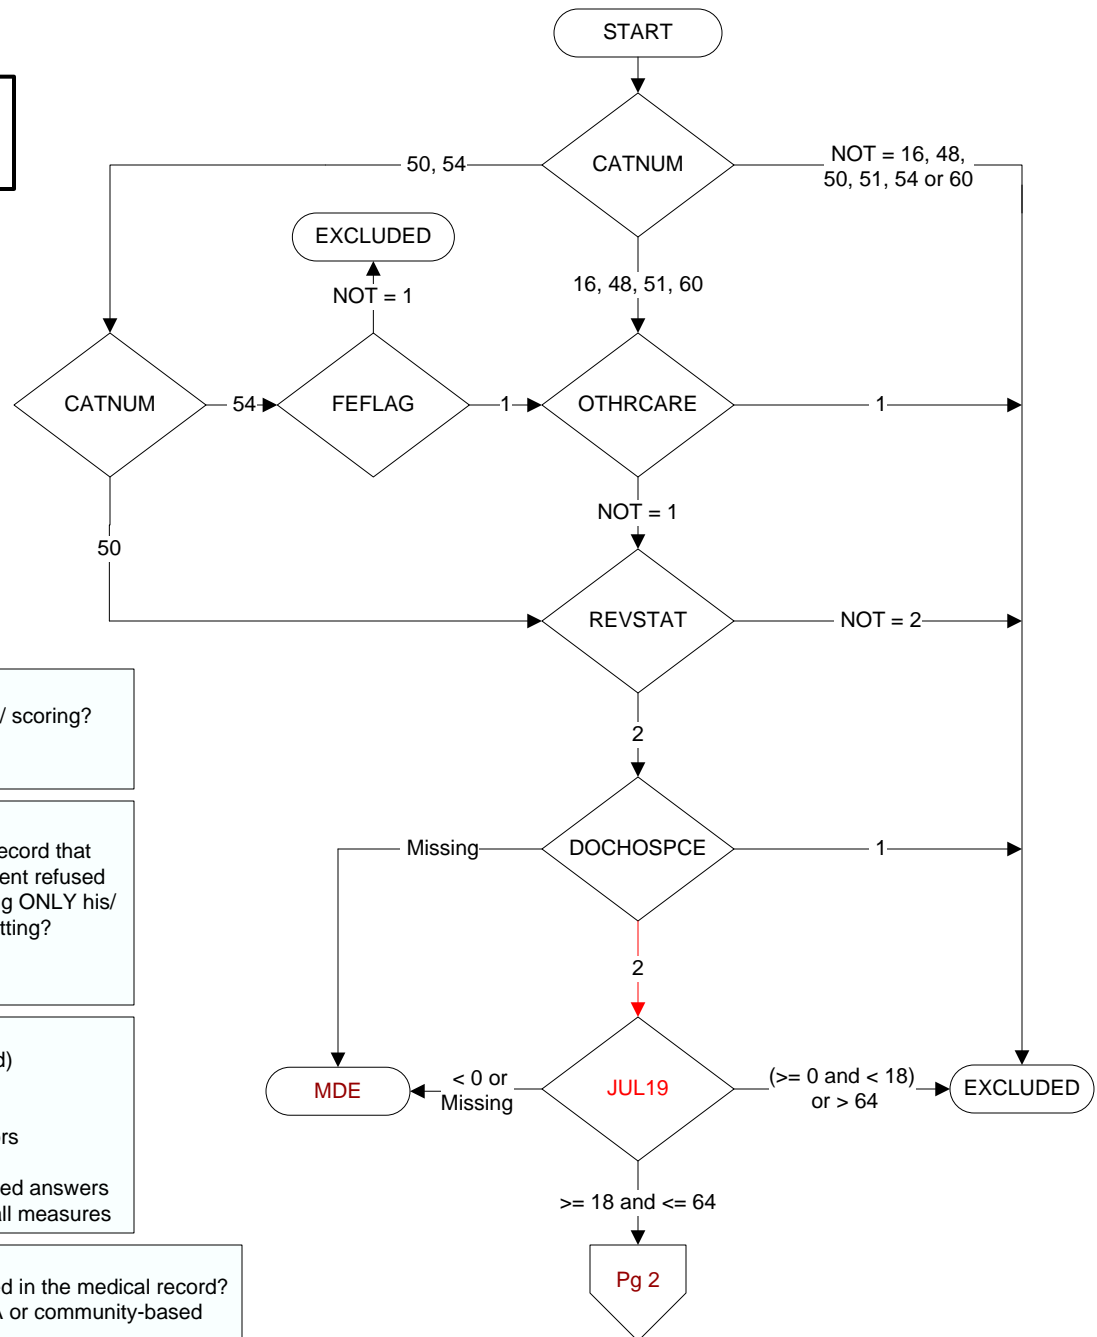 START
CATNUM
50, 54
NOT = 16, 48,
50, 51, 54 or 60
EXCLUDED
NOT = 1
16, 48, 51, 60
CATNUM
54
FEFLAG
1
OTHRCARE
1
NOT = 1
50
REVSTAT
NOT = 2
2
/ scoring?
Missing
DOCHOSPCE
1
ecord that
ent refused
g ONLY his/
tting?
2
d)
rs
ed answers
all measures
MDE
< 0 or
Missing
JUL19
(>= 0 and < 18)
or > 64
EXCLUDED
>= 18 and <= 64
Pg 2
ed in the medical record?
A or community-based